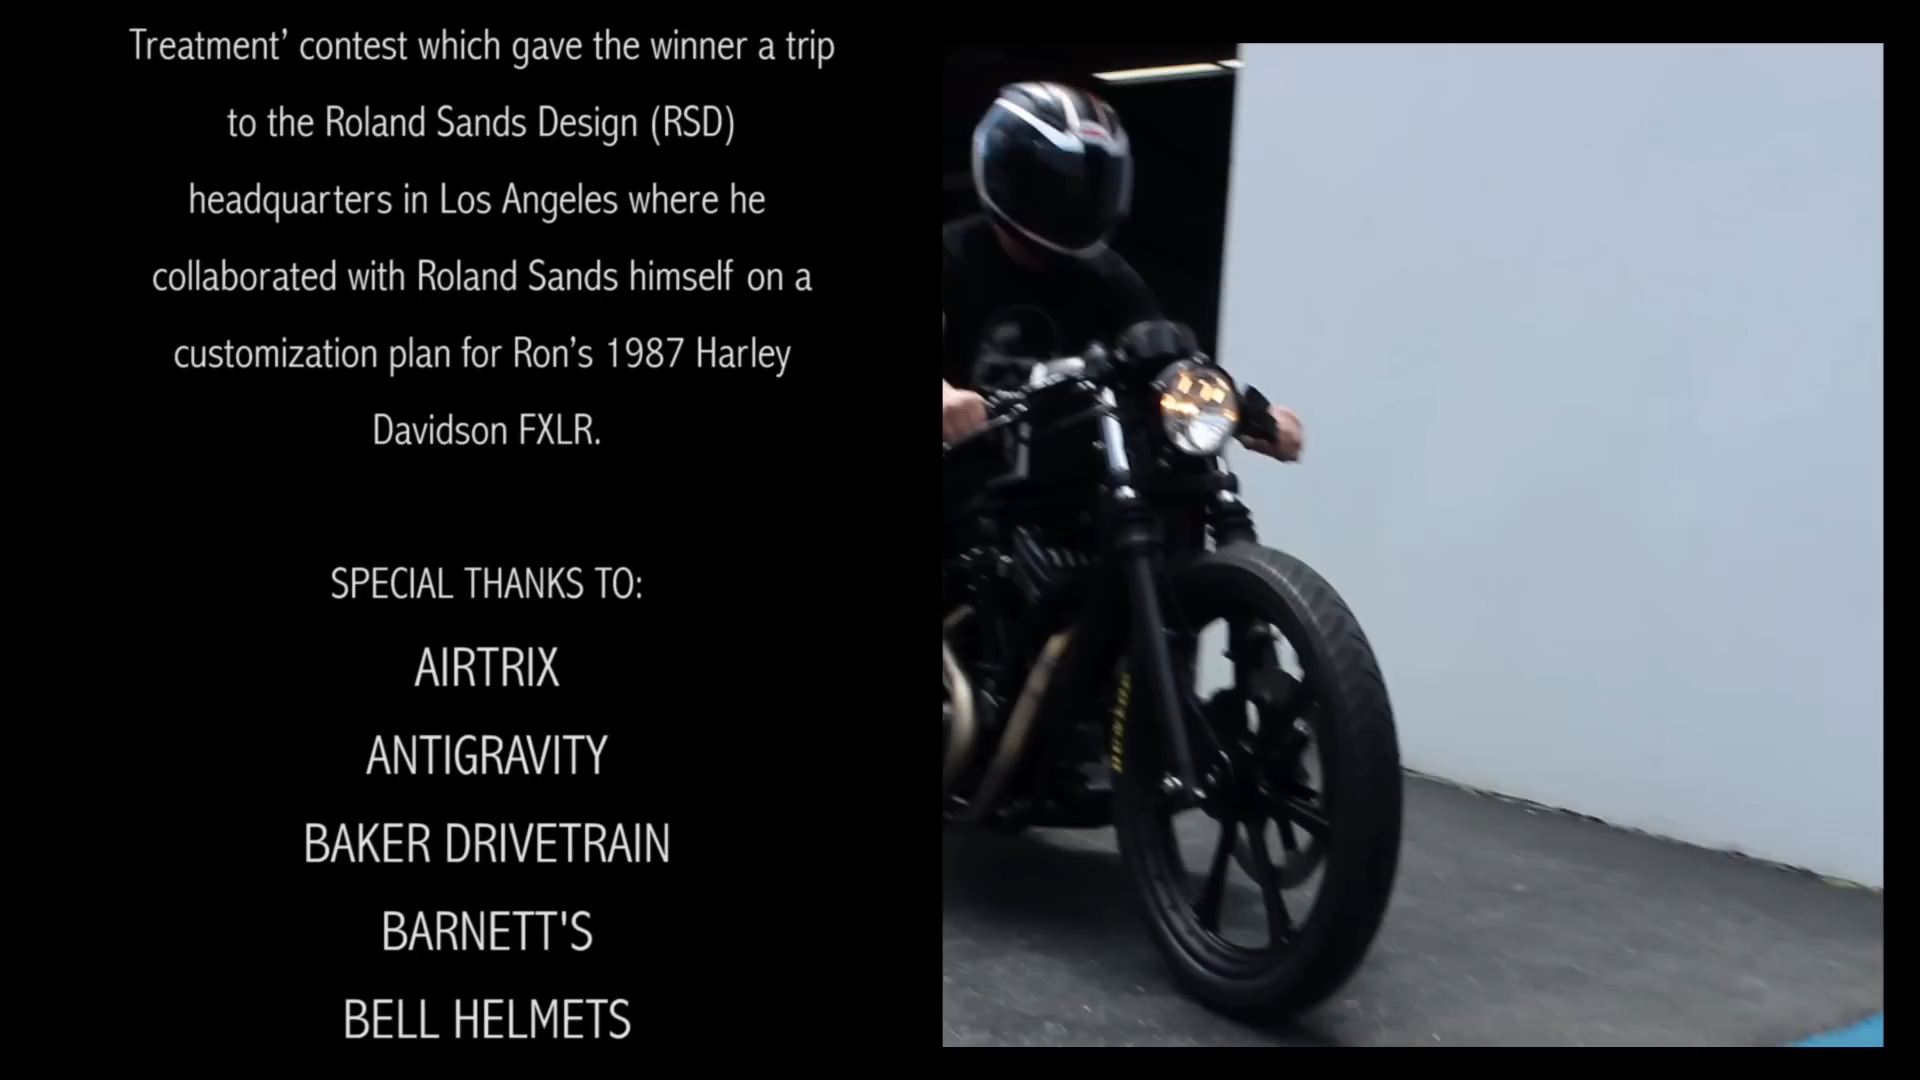 Treatment’ contest which gave the winner a trip
to the Roland Sands Design (RSD)
headquarters in Los Angeles where he
collaborated with Roland Sands himself on a
customization plan for Ron’s 1987 Harley
Davidson FXLR.
SPECIAL THANKS TO:
AIRTRIX
ANTIGRAVITY
BAKER DRIVETRAIN
BARNETT'S
BELL HELMETS